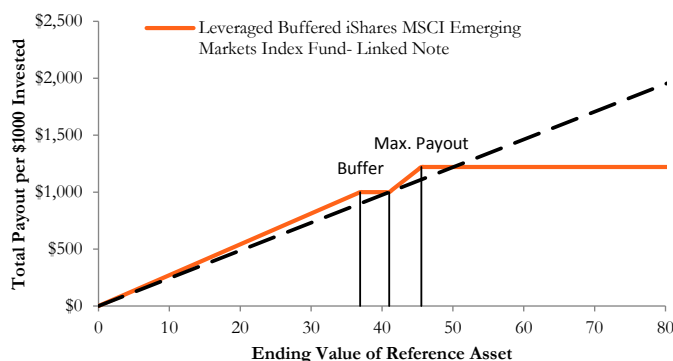 $2,500
Leveraged Buffered iShares MSCI Emerging
Markets Index Fund- Linked Note
$2,000
$1,500
Max. Payout
Buffer
$1,000
$500
$0
0 10 20 30 40 50 60 70 80
Total Payout per $1000 Invested
Ending Value of Reference Asset